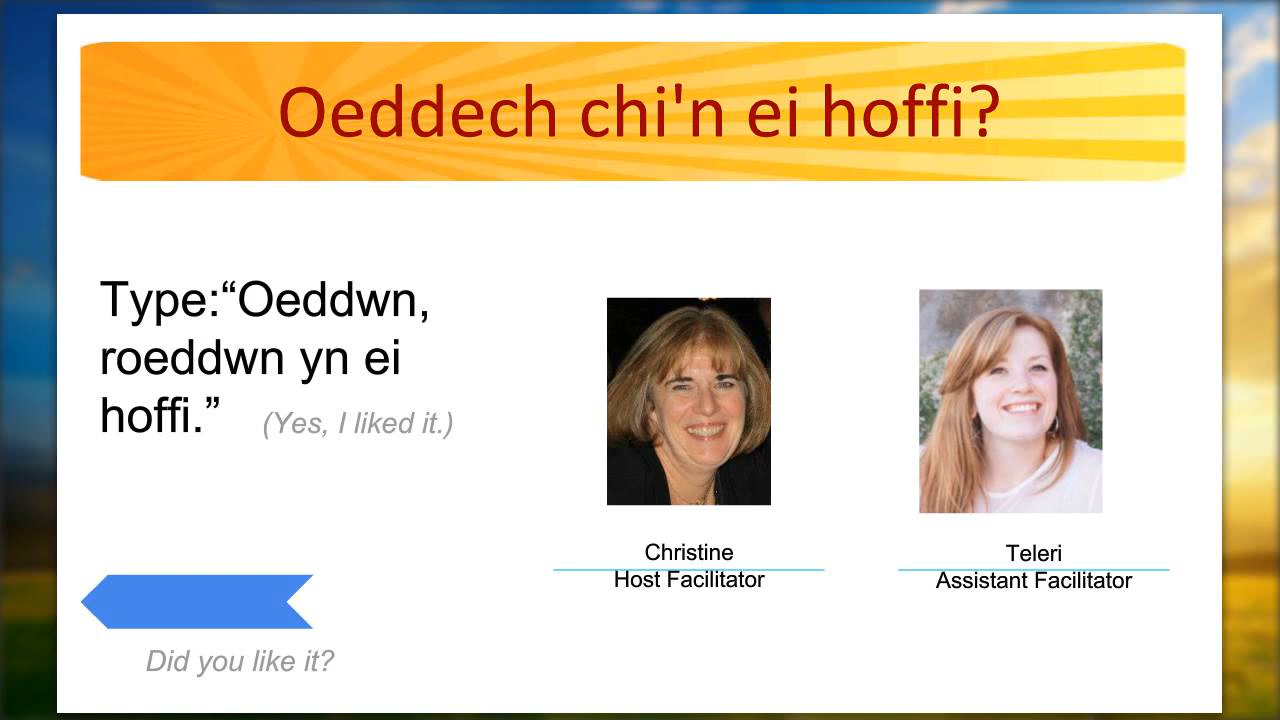 Oeddech chi'n ei hoffi?
Type:“Oeddwn,
roeddwn yn ei
hoffi.” (Yes, I liked it.)
Christine
Host Facilitator
Teleri
Assistant Facilitator
Did you like it?